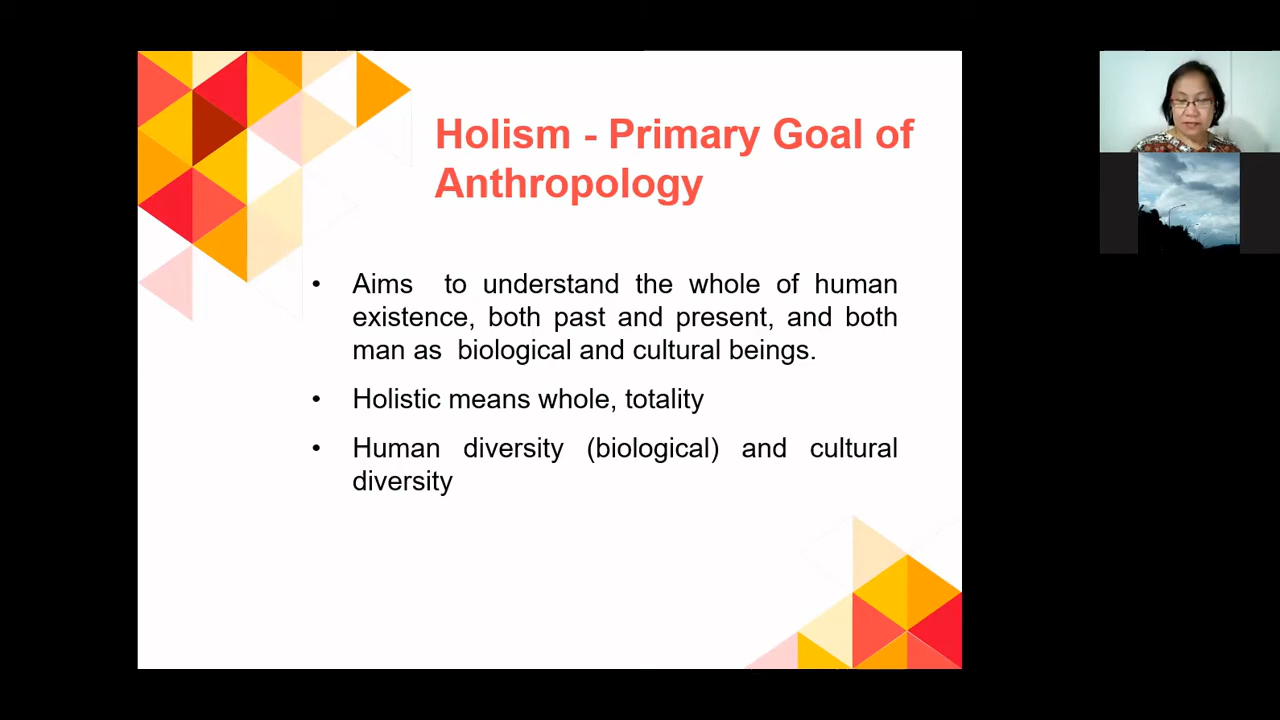 Holism - Primary Goal of
Anthropology
• Aims to understand the whole of human
existence, both past and present, and both
man as biological and cultural beings.
• Holistic means whole, totality
• Human diversity (biological) and cultural
diversity